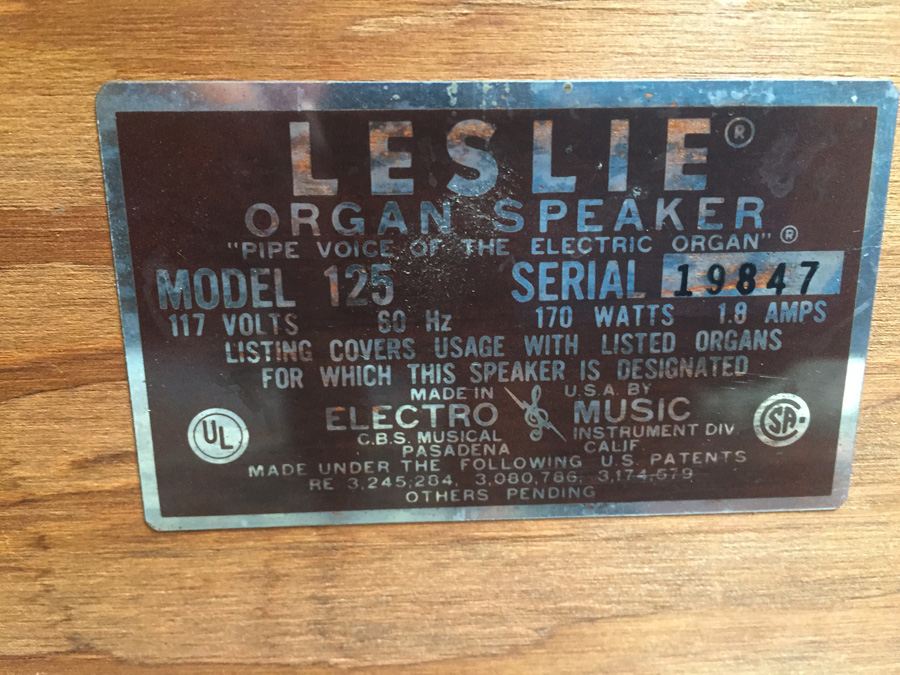 LESLIE®
ORGAN SPEAKER
"PIPE VOICE OF THE ELECTRIC ORGAN"®
MODEL 125 SERIAL 19847
117 VOLTS 60 Hz 170 WATTS 1.8 AMPS
LISTING COVERS USAGE WITH LISTED ORGANS
FOR WHICH THIS SPEAKER IS DESIGNATED
MADE IN U.S.A. BY
ELECTRO MUSIC
C.B.S. MUSICAL INSTRUMENT DIV
PASADENA CALIF
UL
SA
MADE UNDER THE FOLLOWING U.S. PATENTS
RE 3,245,284, 3,080,786, 3,174,579
OTHERS PENDING